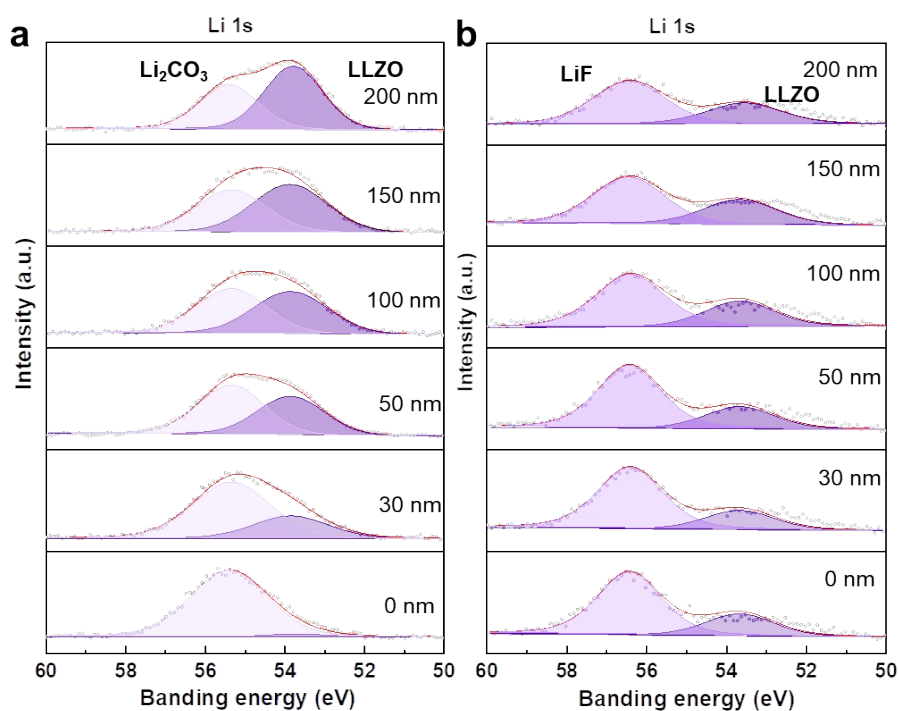 a
Li 1s
Li₂CO₃
LLZO
200 nm
150 nm
100 nm
50 nm
30 nm
0 nm
Intensity (a.u.)
60 58 56 54 52 50
Banding energy (eV)
b
Li 1s
LiF
200 nm
LLZO
150 nm
100 nm
50 nm
30 nm
0 nm
Intensity (a.u.)
60 58 56 54 52 50
Banding energy (eV)